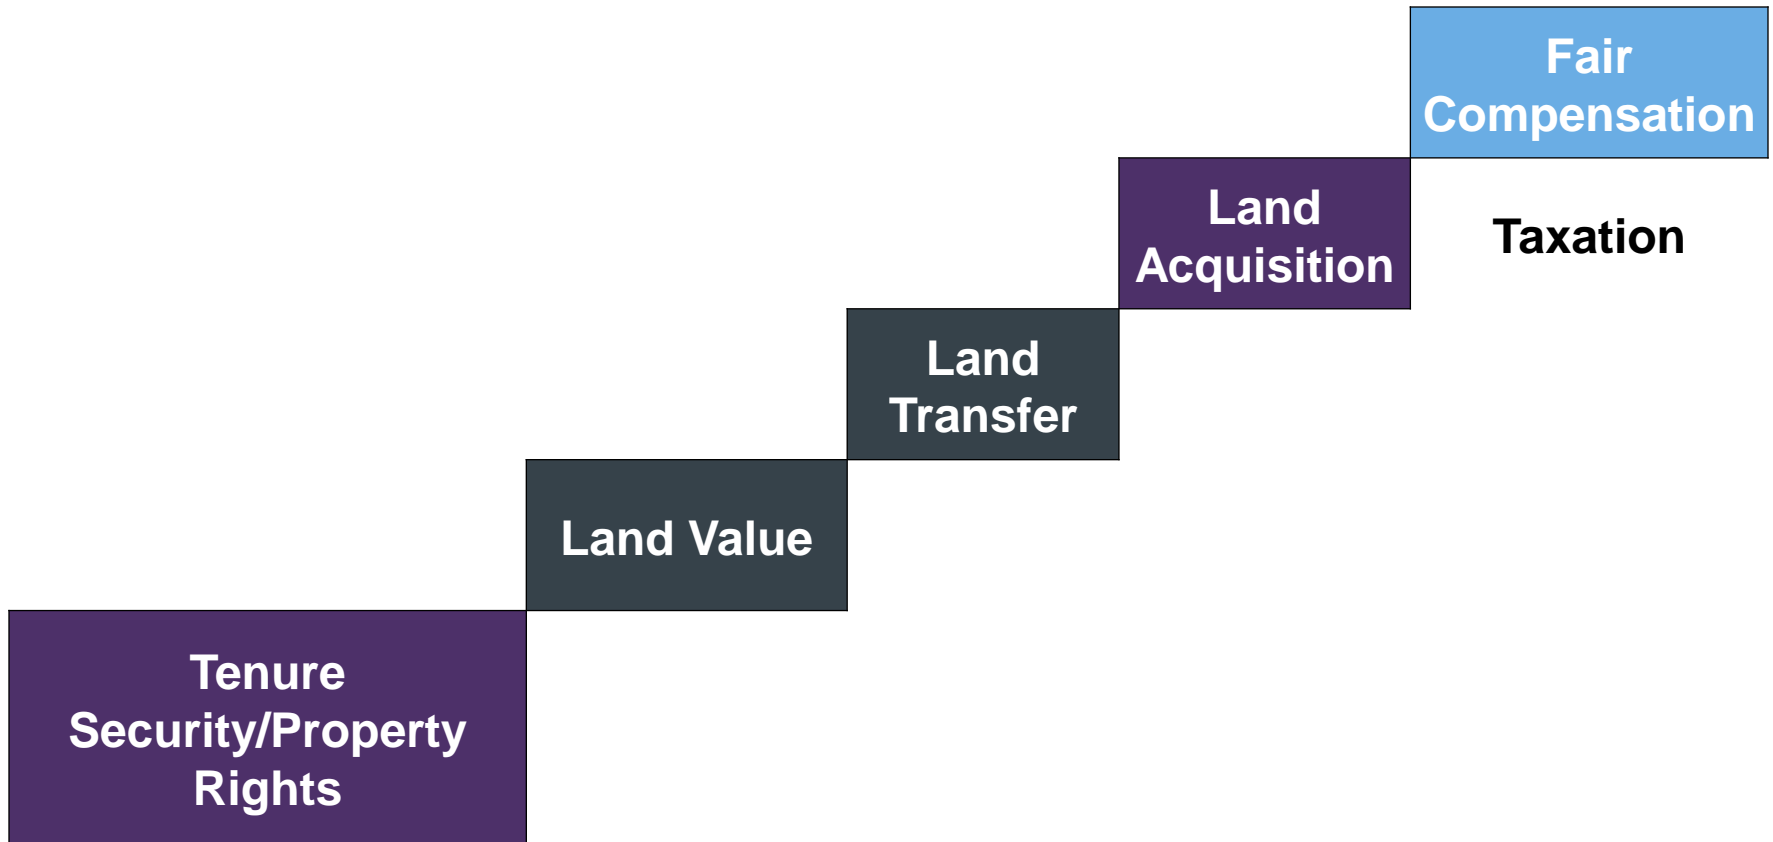 Fair
Compensation
Land
Acquisition
Taxation
Land
Transfer
Land Value
Tenure
Security/Property
Rights